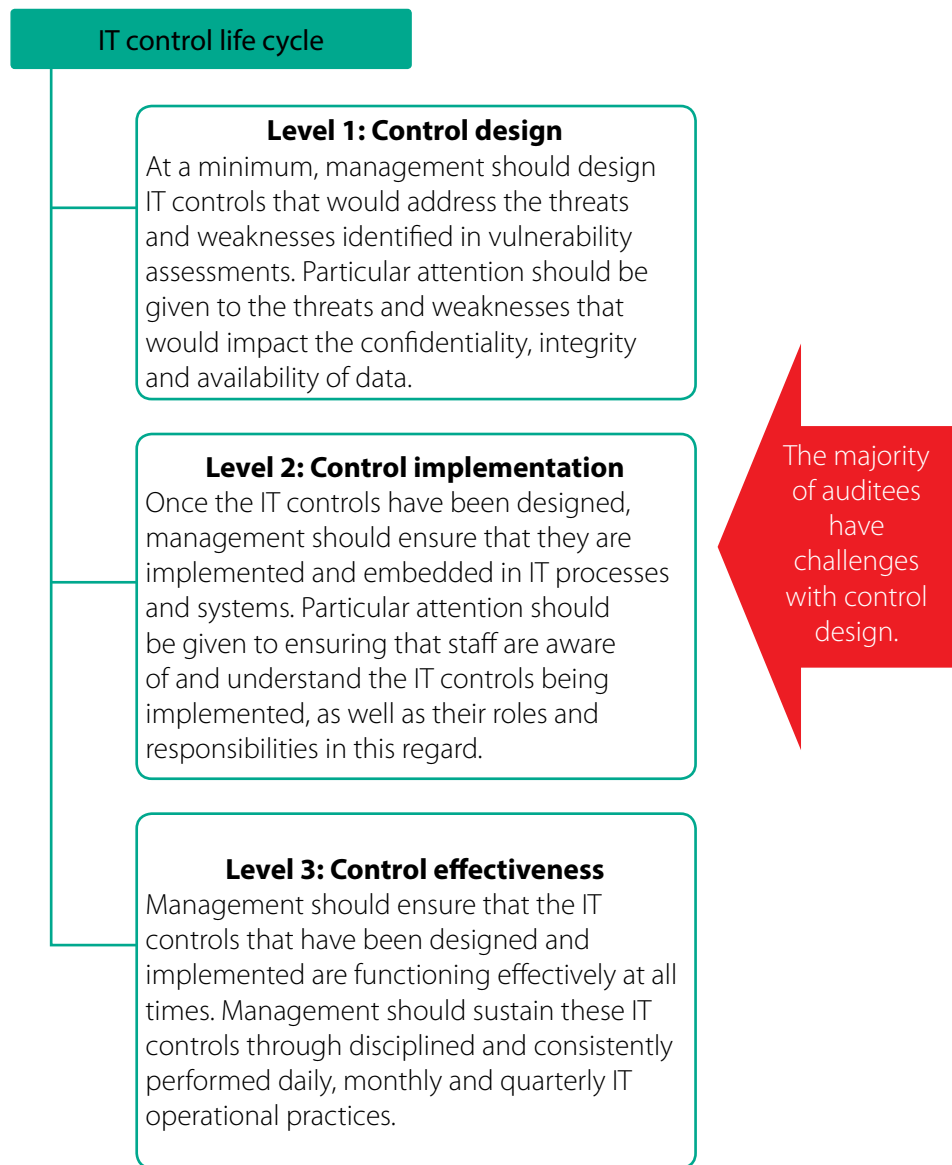 IT control life cycle
Level 1: Control design
At a minimum, management should design
IT controls that would address the threats
and weaknesses identified in vulnerability
assessments. Particular attention should be
given to the threats and weaknesses that
would impact the confidentiality, integrity
and availability of data.
Level 2: Control implementation
Once the IT controls have been designed,
management should ensure that they are
implemented and embedded in IT processes
and systems. Particular attention should
be given to ensuring that staff are aware
of and understand the IT controls being
implemented, as well as their roles and
responsibilities in this regard.
The majority
of auditees
have
challenges
with control
design.
Level 3: Control effectiveness
Management should ensure that the IT
controls that have been designed and
implemented are functioning effectively at all
times. Management should sustain these IT
controls through disciplined and consistently
performed daily, monthly and quarterly IT
operational practices.